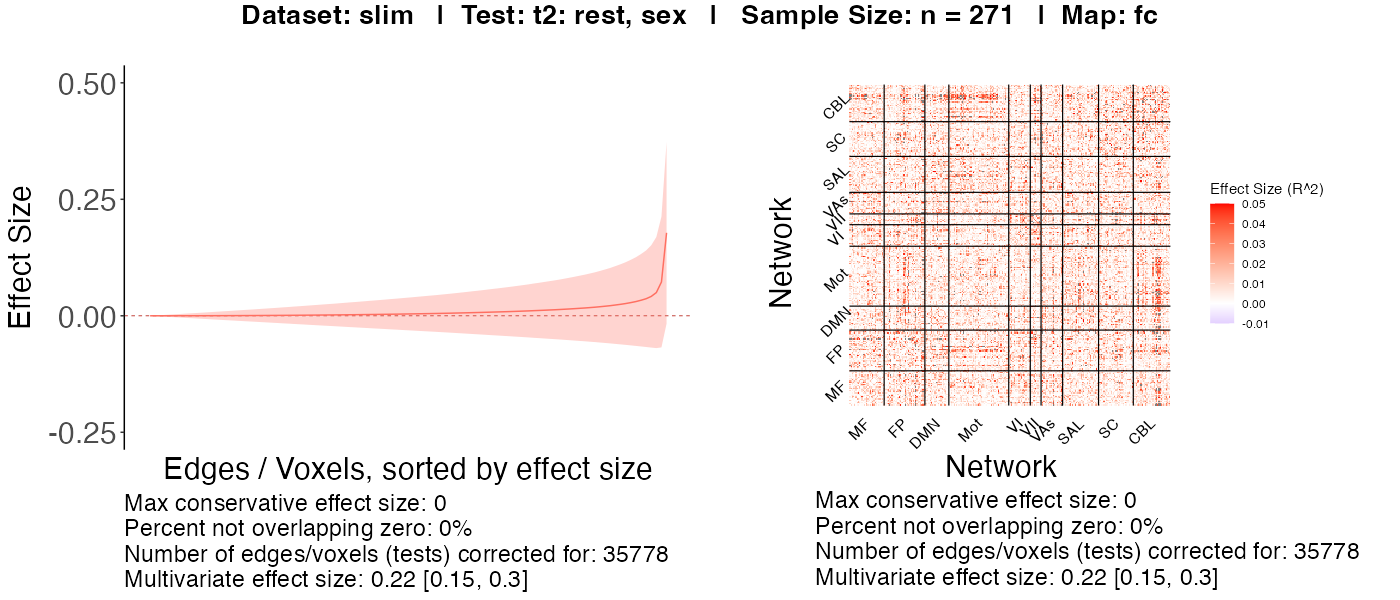 Dataset: slim | Test: t2: rest, sex | Sample Size: n = 271 | Map: fc
Effect Size
0.50
0.25
0.00
-0.25
Edges / Voxels, sorted by effect size
Max conservative effect size: 0
Percent not overlapping zero: 0%
Number of edges/voxels (tests) corrected for: 35778
Multivariate effect size: 0.22 [0.15, 0.3]
Network
CBL
SC
SAL
VAs
VII
VI
Mot
DMN
FP
MF
MF FP DMN Mot VI VII VAs SAL SC CBL
Network
Effect Size (R^2)
0.05
0.04
0.03
0.02
0.01
0.00
-0.01
Max conservative effect size: 0
Percent not overlapping zero: 0%
Number of edges/voxels (tests) corrected for: 35778
Multivariate effect size: 0.22 [0.15, 0.3]